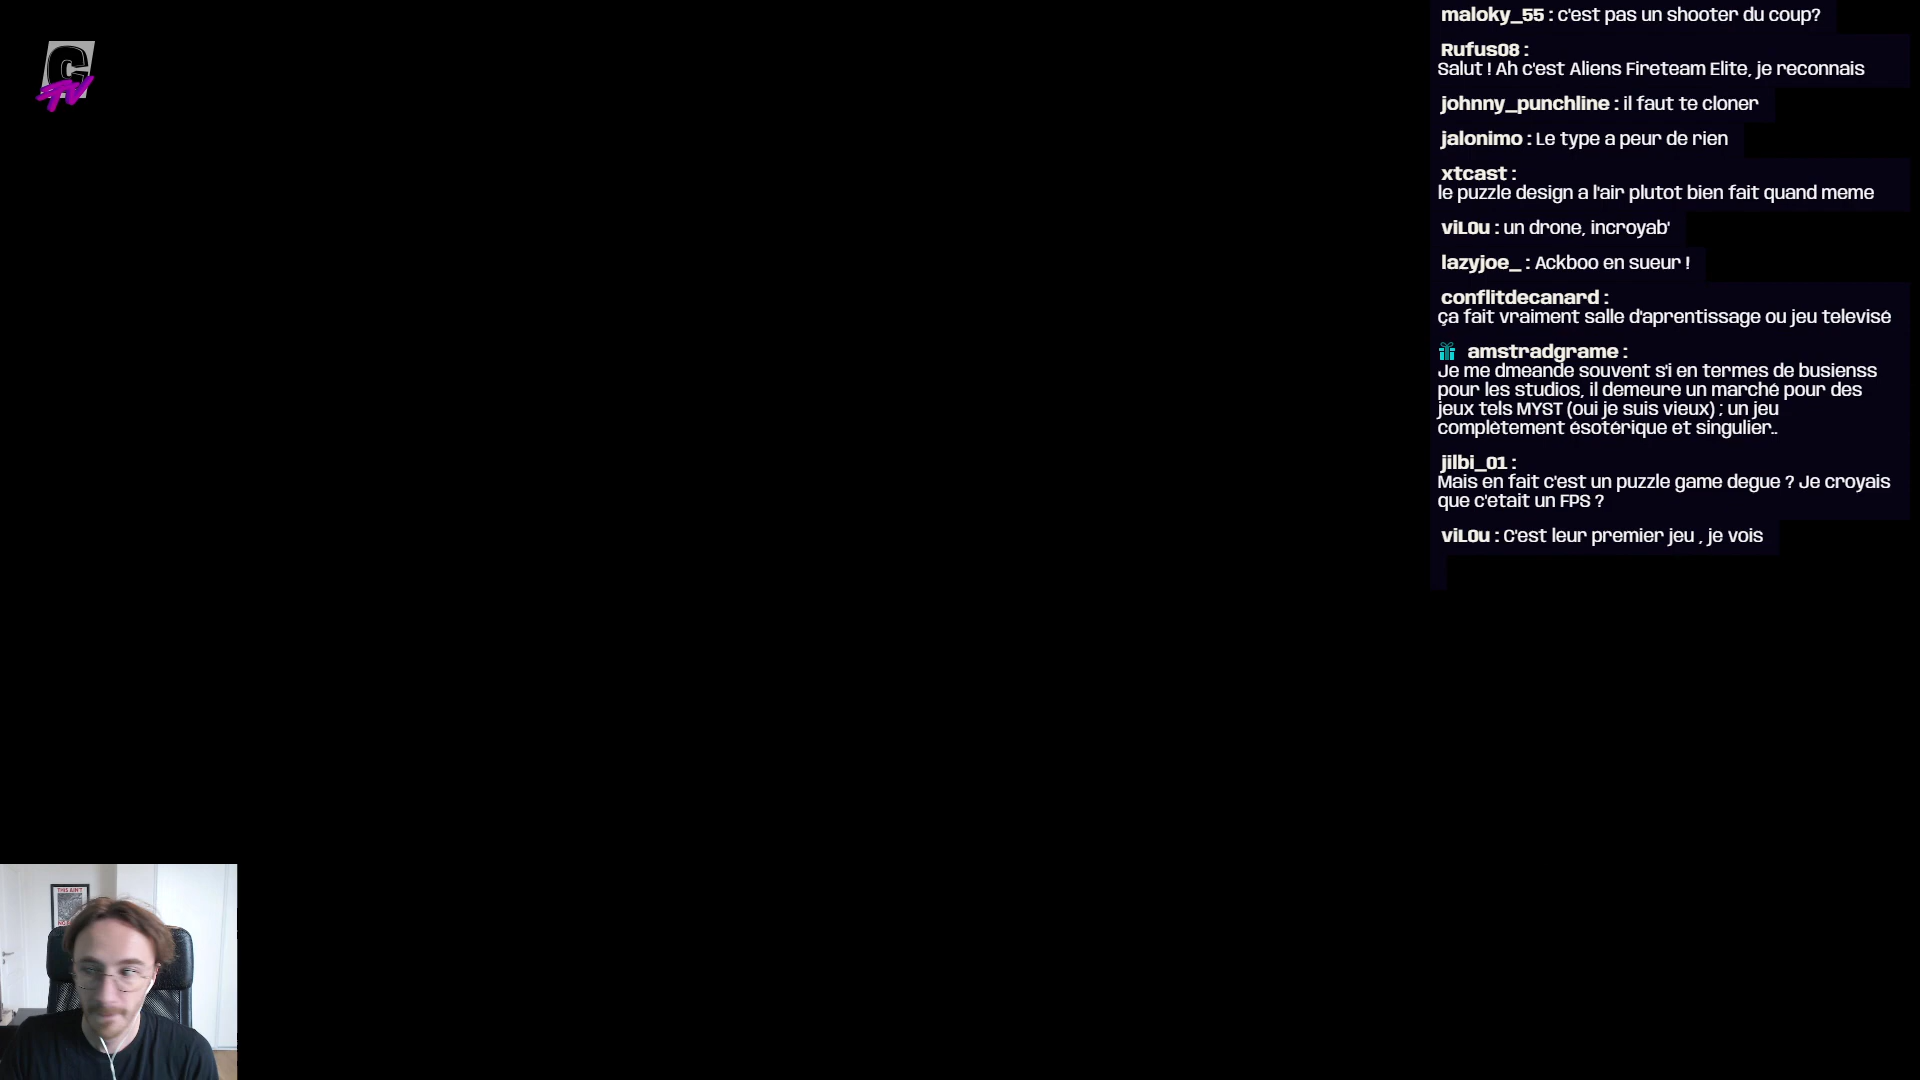 C
TV
maloky_55 : c'est pas un shooter du coup?
Rufus08 :
Salut ! Ah c'est Aliens Fireteam Elite, je reconnais
johnny_punchline : il faut te cloner
jalonimo : Le type a peur de rien
xtcast :
le puzzle design a l'air plutot bien fait quand meme
viL0u : un drone, incroyab'
lazyjoe_ : Ackboo en sueur !
conflitdecanard :
ça fait vraiment salle d'aprentissage ou jeu televisé
amstradgrame :
Je me dmeande souvent s'i en termes de busienss
pour les studios, il demeure un marché pour des
jeux tels MYST (oui je suis vieux) ; un jeu
complètement ésotérique et singulier..
jilbi_01 :
Mais en fait c'est un puzzle game degue ? Je croyais
que c'etait un FPS ?
viL0u : C'est leur premier jeu , je vois
THIS AIN'T